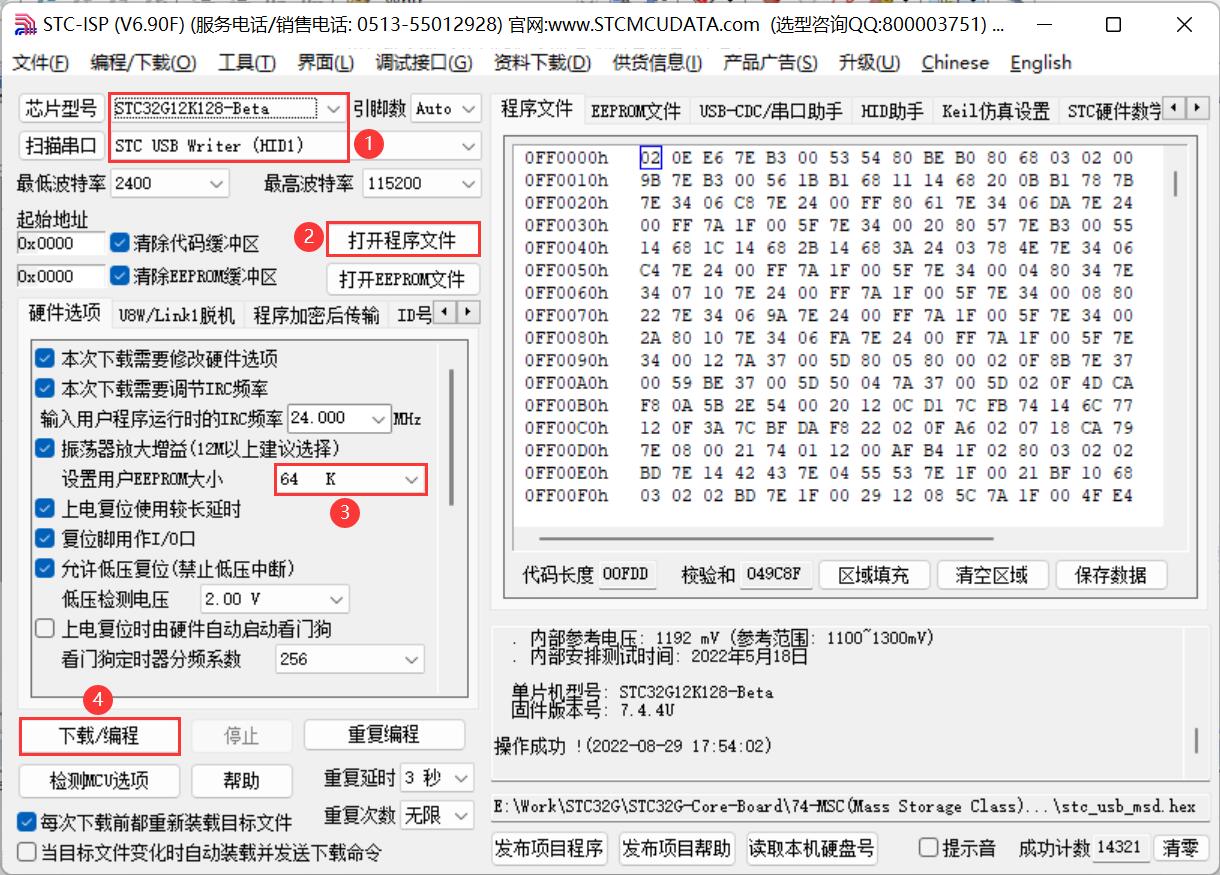 STC-ISP (V6.90F) (服务电话/销售电话: 0513-55012928) 官网:www.STCMCUDATA.com (选型咨询QQ:800003751) ...
文件(F) 编程/下载(O) 工具(T) 界面(L) 调试接口(G) 资料下载(D) 供货信息(I) 产品广告(S) 升级(U) Chinese English
芯片型号 STC32G12K128-Beta 引脚数 Auto
扫描串口 STC USB Writer (HID1) 1
最低波特率 2400 最高波特率 115200
起始地址
0x0000 清除代码缓冲区 2 打开程序文件
0x0000 清除EEPROM缓冲区 打开EEPROM文件
硬件选项 U8W/Link1脱机 程序加密后传输 ID号
本次下载需要修改硬件选项
本次下载需要调节IRC频率
输入用户程序运行时的IRC频率 24.000 MHz
振荡器放大增益(12M以上建议选择)
设置用户EEPROM大小 64 K
3
上电复位使用较长延时
复位脚用作I/O口
允许低压复位(禁止低压中断)
低压检测电压 2.00 V
上电复位时由硬件自动启动看门狗
看门狗定时器分频系数 256
4
下载/编程 停止 重复编程
检测MCU选项 帮助 重复延时 3 秒
每次下载前都重新装载目标文件 重复次数 无限
当目标文件变化时自动装载并发送下载命令
程序文件 EEPROM文件 USB-CDC/串口助手 HID助手 Keil仿真设置 STC硬件数学
0FF0000h 02 0E E6 7E B3 00 53 54 80 BE B0 80 68 03 02 00
0FF0010h 9B 7E B3 00 56 1B B1 68 11 14 68 20 0B B1 78 7B
0FF0020h 7E 34 06 C8 7E 24 00 FF 80 61 7E 34 06 DA 7E 24
0FF0030h 00 FF 7A 1F 00 5F 7E 34 00 20 80 57 7E B3 00 55
0FF0040h 14 68 1C 14 68 2B 14 68 3A 24 03 78 4E 7E 34 06
0FF0050h C4 7E 24 00 FF 7A 1F 00 5F 7E 34 00 04 80 34 7E
0FF0060h 34 07 10 7E 24 00 FF 7A 1F 00 5F 7E 34 00 08 80
0FF0070h 22 7E 34 06 9A 7E 24 00 FF 7A 1F 00 5F 7E 34 00
0FF0080h 2A 80 10 7E 34 06 FA 7E 24 00 FF 7A 1F 00 5F 7E
0FF0090h 34 00 12 7A 37 00 5D 80 05 80 00 02 0F 8B 7E 37
0FF00A0h 00 59 BE 37 00 5D 50 04 7A 37 00 5D 02 0F 4D CA
0FF00B0h F8 0A 5B 2E 54 00 20 12 0C D1 7C FB 74 14 6C 77
0FF00C0h 12 0F 3A 7C BF DA F8 22 02 0F A6 02 07 18 CA 79
0FF00D0h 7E 08 00 21 74 01 12 00 AF B4 1F 02 80 03 02 02
0FF00E0h BD 7E 14 42 43 7E 04 55 53 7E 1F 00 21 BF 10 68
0FF00F0h 03 02 02 BD 7E 1F 00 29 12 08 5C 7A 1F 00 4F E4
代码长度 00FDD 校验和 049C8F 区域填充 清空区域 保存数据
. 内部参考电压: 1192 mV (参考范围: 1100~1300mV)
. 内部安排测试时间: 2022年5月18日
单片机型号: STC32G12K128-Beta
固件版本号: 7.4.4U
操作成功 !(2022-08-29 17:54:02)
E:\Work\STC32G\STC32G-Core-Board\74-MSC(Mass Storage Class)...\stc_usb_msd.hex
发布项目程序 发布项目帮助 读取本机硬盘号 提示音 成功计数 14321 清零